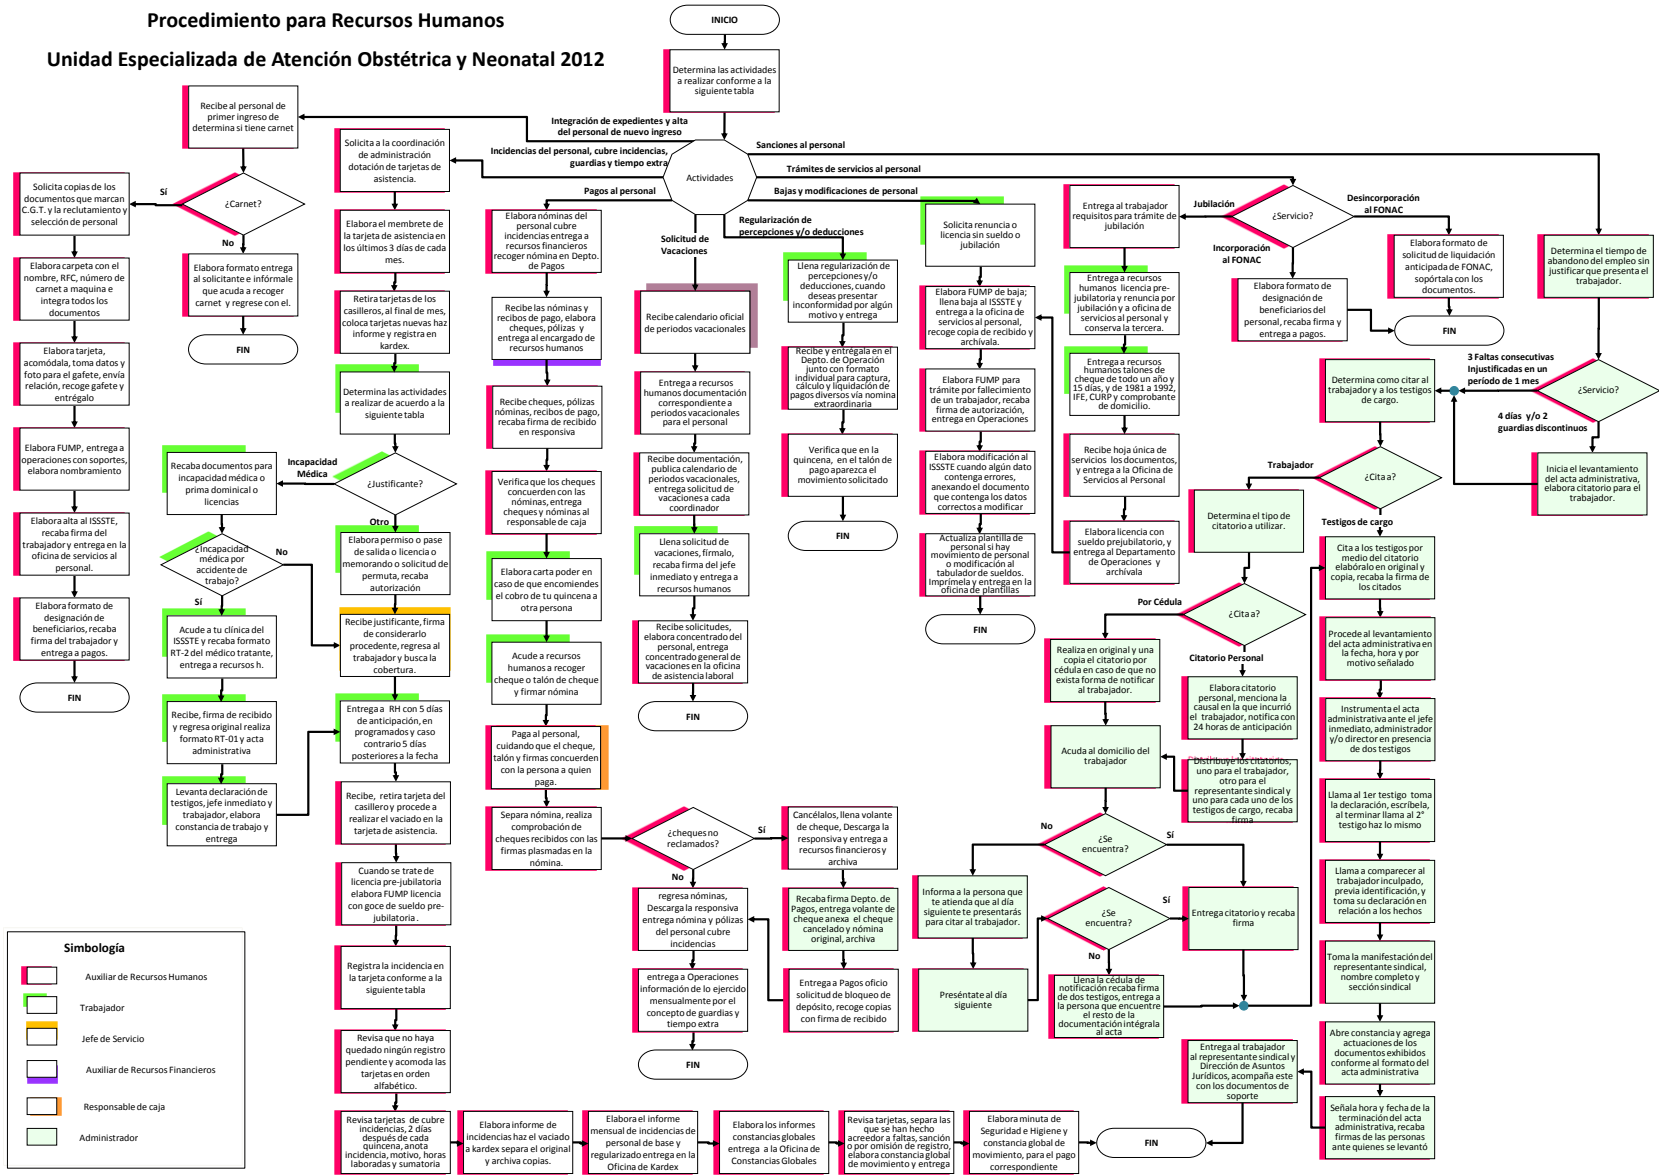 Procedimiento para Recursos Humanos
Unidad Especializada de Atención Obstétrica y Neonatal 2012
INICIO
Determina las actividades
a realizar conforme a la
siguiente tabla
Actividades
Integración de expedientes y alta
del personal de nuevo ingreso
Incidencias del personal, cubre incidencias,
guardias y tiempo extra
Pagos al personal
Solicitud de
Vacaciones
Regularización de
percepciones y/o deducciones
Bajas y modificaciones de personal
Trámites de servicios al personal
Sanciones al personal
Recibe al personal de
primer ingreso de
determina si tiene carnet
¿Carnet?
Sí
No
Solicita copias de los
documentos que marcan
C.G.T. y la reclutamiento y
selección de personal
Elabora carpeta con el
nombre, RFC, número de
carnet a maquina e
integra todos los
documentos
Elabora tarjeta,
acomódala, toma datos y
foto para el gafete, envía
relación, recoge gafete y
entrégalo
Elabora FUMP, entrega a
operaciones con soportes,
elabora nombramiento
Elabora alta al ISSSTE,
recaba firma del
trabajador y entrega en la
oficina de servicios al
personal.
Elabora formato de
designación de
beneficiarios, recaba
firma del trabajador y
entrega a pagos.
FIN
Elabora formato entrega
al solicitante e infórmale
que acuda a recoger
carnet y regrese con el.
FIN
Solicita a la coordinación
de administración
dotación de tarjetas de
asistencia.
Elabora el membrete de
la tarjeta de asistencia en
los últimos 3 días de cada
mes.
Retira tarjetas de los
casilleros, al final de mes,
coloca tarjetas nuevas haz
informe y registra en
kardex.
Determina las actividades
a realizar de acuerdo a la
siguiente tabla
¿Justificante?
Incapacidad
Médica
Otro
Recaba documentos para
incapacidad médica o
prima dominical o
licencias
¿Incapacidad
médica por
accidente de
trabajo?
No
Sí
Acude a tu clínica del
ISSSTE y recaba formato
RT-2 del médico tratante,
entrega a recursos h.
Recibe, firma de recibido
y regresa original realiza
formato RT-01 y acta
administrativa
Levanta declaración de
testigos, jefe inmediato y
trabajador, elabora
constancia de trabajo y
entrega
Elabora permiso o pase
de salida o licencia o
memorando o solicitud de
permuta, recaba
autorización
Recibe justificante, firma
de considerarlo
procedente, regresa al
trabajador y busca la
cobertura.
Entrega a RH con 5 días
de anticipación, en
programados y caso
contrario 5 días
posteriores a la fecha
Recibe, retira tarjeta del
casillero y procede a
realizar el vaciado en la
tarjeta de asistencia.
Cuando se trate de
licencia pre-jubilatoria
elabora FUMP licencia
con goce de sueldo pre-
jubilatoria .
Registra la incidencia en
la tarjeta conforme a la
siguiente tabla
Revisa que no haya
quedado ningún registro
pendiente y acomoda las
tarjetas en orden
alfabético.
Revisa tarjetas de cubre
incidencias, 2 días
después de cada
quincena, anota
incidencia, motivo, horas
laboradas y sumatoria
Elabora informe de
incidencias haz el vaciado
a kardex separa el original
y archiva copias.
Elabora el informe
mensual de incidencias de
personal de base y
regularizado entrega en la
Oficina de Kardex
Elabora los informes
constancias globales
entrega a la Oficina de
Constancias Globales
Revisa tarjetas, separa las
que se han hecho
acreedor a faltas, sanción
o por omisión de registro,
elabora constancia global
de movimiento y entrega
Elabora minuta de
Seguridad e Higiene y
constancia global de
movimiento, para el pago
correspondiente
FIN
Elabora nóminas del
personal cubre
incidencias entrega a
recursos financieros
recoger nómina en Depto.
de Pagos
Recibe las nóminas y
recibos de pago, elabora
cheques, pólizas y
entrega al encargado de
recursos humanos
Recibe cheques, pólizas
nóminas, recibos de pago,
recaba firma de recibido
en responsiva
Verifica que los cheques
concuerden con las
nóminas, entrega
cheques y nóminas al
responsable de caja
Elabora carta poder en
caso de que encomiendes
el cobro de tu quincena a
otra persona
Acude a recursos
humanos a recoger
cheque o talón de cheque
y firmar nómina
Paga al personal,
cuidando que el cheque,
talón y firmas concuerden
con la persona a quien
paga.
Separa nómina, realiza
comprobación de
cheques recibidos con las
firmas plasmadas en la
nómina.
¿cheques no
reclamados?
Sí
No
Cancélalos, llena volante
de cheque, Descarga la
responsiva y entrega a
recursos financieros y
archiva
Recaba firma Depto. de
Pagos, entrega volante de
cheque anexa el cheque
cancelado y nómina
original, archiva
Entrega a Pagos oficio
solicitud de bloqueo de
depósito, recoge copias
con firma de recibido
regresa nóminas,
Descarga la responsiva
entrega nómina y pólizas
del personal cubre
incidencias
entrega a Operaciones
información de lo ejercido
mensualmente por el
concepto de guardias y
tiempo extra
FIN
Recibe calendario oficial
de periodos vacacionales
Entrega a recursos
humanos documentación
correspondiente a
periodos vacacionales
para el personal
Recibe documentación,
publica calendario de
periodos vacacionales,
entrega solicitud de
vacaciones a cada
coordinador
Llena solicitud de
vacaciones, fírmalo,
recaba firma del jefe
inmediato y entrega a
recursos humanos
Recibe solicitudes,
elabora concentrado del
personal, entrega
concentrado general de
vacaciones en la oficina
de asistencia laboral
FIN
Llena regularización de
percepciones y/o
deducciones, cuando
deseas presentar
inconformidad por algún
motivo y entrega
Recibe y entrégala en el
Depto. de Operación
junto con formato
individual para captura,
cálculo y liquidación de
pagos diversos vía nomina
extraordinaria
Verifica que en la
quincena, en el talón de
pago aparezca el
movimiento solicitado
FIN
Solicita renuncia o
licencia sin sueldo o
jubilación
Elabora FUMP de baja;
llena baja al ISSSTE y
entrega a la oficina de
servicios al personal,
recoge copia de recibido y
archívala.
Elabora FUMP para
trámite por fallecimiento
de un trabajador, recaba
firma de autorización,
entrega en Operaciones
Elabora modificación al
ISSSTE cuando algún dato
contenga errores,
anexando el documento
que contenga los datos
correctos a modificar
Actualiza plantilla de
personal si hay
movimiento de personal
o modificación al
tabulador de sueldos.
Imprímela y entrega en la
oficina de plantillas
FIN
¿Servicio?
Jubilación
Desincorporación
al FONAC
Incorporación
al FONAC
Entrega al trabajador
requisitos para trámite de
jubilación
Entrega a recursos
humanos licencia pre-
jubilatoria y renuncia por
jubilación y a oficina de
servicios al personal y
conserva la tercera.
Entrega a recursos
humanos talones de
cheque de todo un año y
15 días, y de 1981 a 1992,
IFE, CURP y comprobante
de domicilio.
Recibe hoja única de
servicios los documentos,
y entrega a la Oficina de
Servicios al Personal
Elabora licencia con
sueldo prejubilatorio, y
entrega al Departamento
de Operaciones y
archívala
Elabora formato de
designación de
beneficiarios del
personal, recaba firma y
entrega a pagos.
Elabora formato de
solicitud de liquidación
anticipada de FONAC,
sopórtala con los
documentos.
FIN
Determina el tiempo de
abandono del empleo sin
justificar que presenta el
trabajador.
¿Servicio?
3 Faltas consecutivas
Injustificadas en un
período de 1 mes
4 días y/o 2
guardias discontinuos
Inicia el levantamiento
del acta administrativa,
elabora citatorio para el
trabajador.
Determina como citar al
trabajador y a los testigos
de cargo.
¿Cita a?
Trabajador
Testigos de cargo
Determina el tipo de
citatorio a utilizar.
¿Cita a?
Por Cédula
Citatorio Personal
Realiza en original y una
copia el citatorio por
cédula en caso de que no
exista forma de notificar
al trabajador.
Elabora citatorio
personal, menciona la
causal en la que incurrió
el trabajador, notifica con
24 horas de anticipación
Distribuye los citatorios,
uno para el trabajador,
otro para el
representante sindical y
uno para cada uno de los
testigos de cargo, recaba
firma
Acuda al domicilio del
trabajador
¿Se
encuentra?
No
Sí
Informa a la persona que
te atienda que al día
siguiente te presentarás
para citar al trabajador.
Preséntate al día
siguiente
¿Se
encuentra?
Sí
No
Entrega citatorio y recaba
firma
Llena la cédula de
notificación recaba firma
de dos testigos, entrega a
la persona que encuentre
el resto de la
documentación intégrala
al acta
Cita a los testigos por
medio del citatorio
elabóralo en original y
copia, recaba la firma de
los citados
Procede al levantamiento
del acta administrativa en
la fecha, hora y por
motivo señalado
Instrumenta el acta
administrativa ante el jefe
inmediato, administrador
y/o director en presencia
de dos testigos
Llama al 1er testigo toma
la declaración, escríbela,
al terminar llama al 2°
testigo haz lo mismo
Llama a comparecer al
trabajador inculpado,
previa identificación, y
toma su declaración en
relación a los hechos
Toma la manifestación del
representante sindical,
nombre completo y
sección sindical
Abre constancia y agrega
actuaciones de los
documentos exhibidos
conforme al formato del
acta administrativa
Señala hora y fecha de la
terminación del acta
administrativa, recaba
firmas de las personas
ante quienes se levantó
Entrega al trabajador
al representante sindical y
Dirección de Asuntos
Jurídicos, acompaña este
con los documentos de
soporte
Simbología
Auxiliar de Recursos Humanos
Trabajador
Jefe de Servicio
Auxiliar de Recursos Financieros
Responsable de caja
Administrador